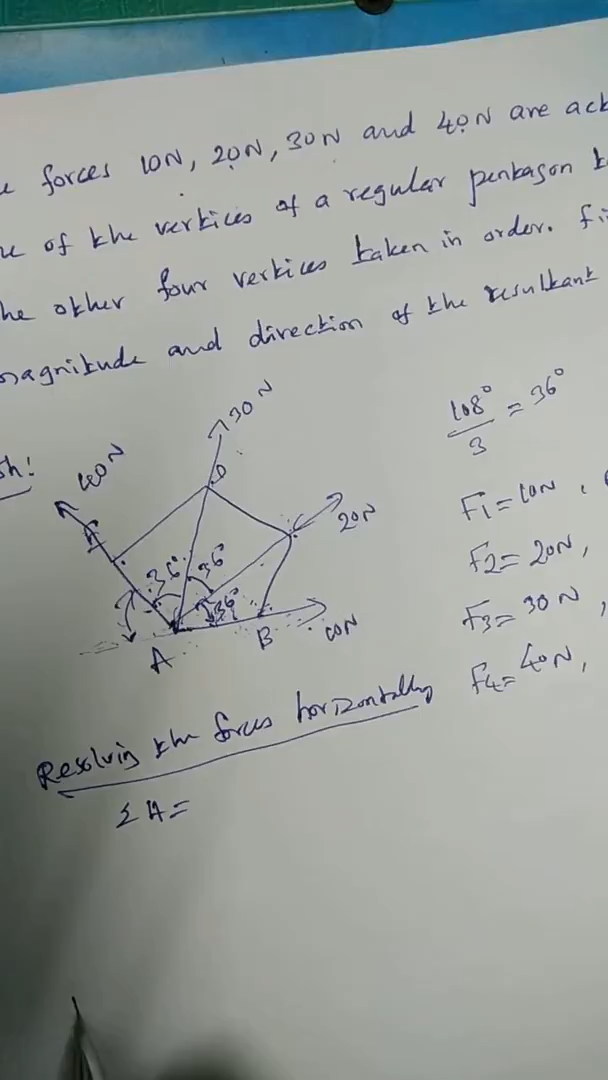 forces 10N, 20N, 30N and 40N are act
of the vertices of a regular pentagon t
he other four vertices taken in order. Fi
magnitude and direction of the resultant
30N
108°/3 = 36°
40N
D
F1= 10N,
E
20N
C
F2= 20N,
36° 36°
36°
F3= 30N,
A B 10N
F4= 40N,
Resolving the forces horizontally
ΣH=